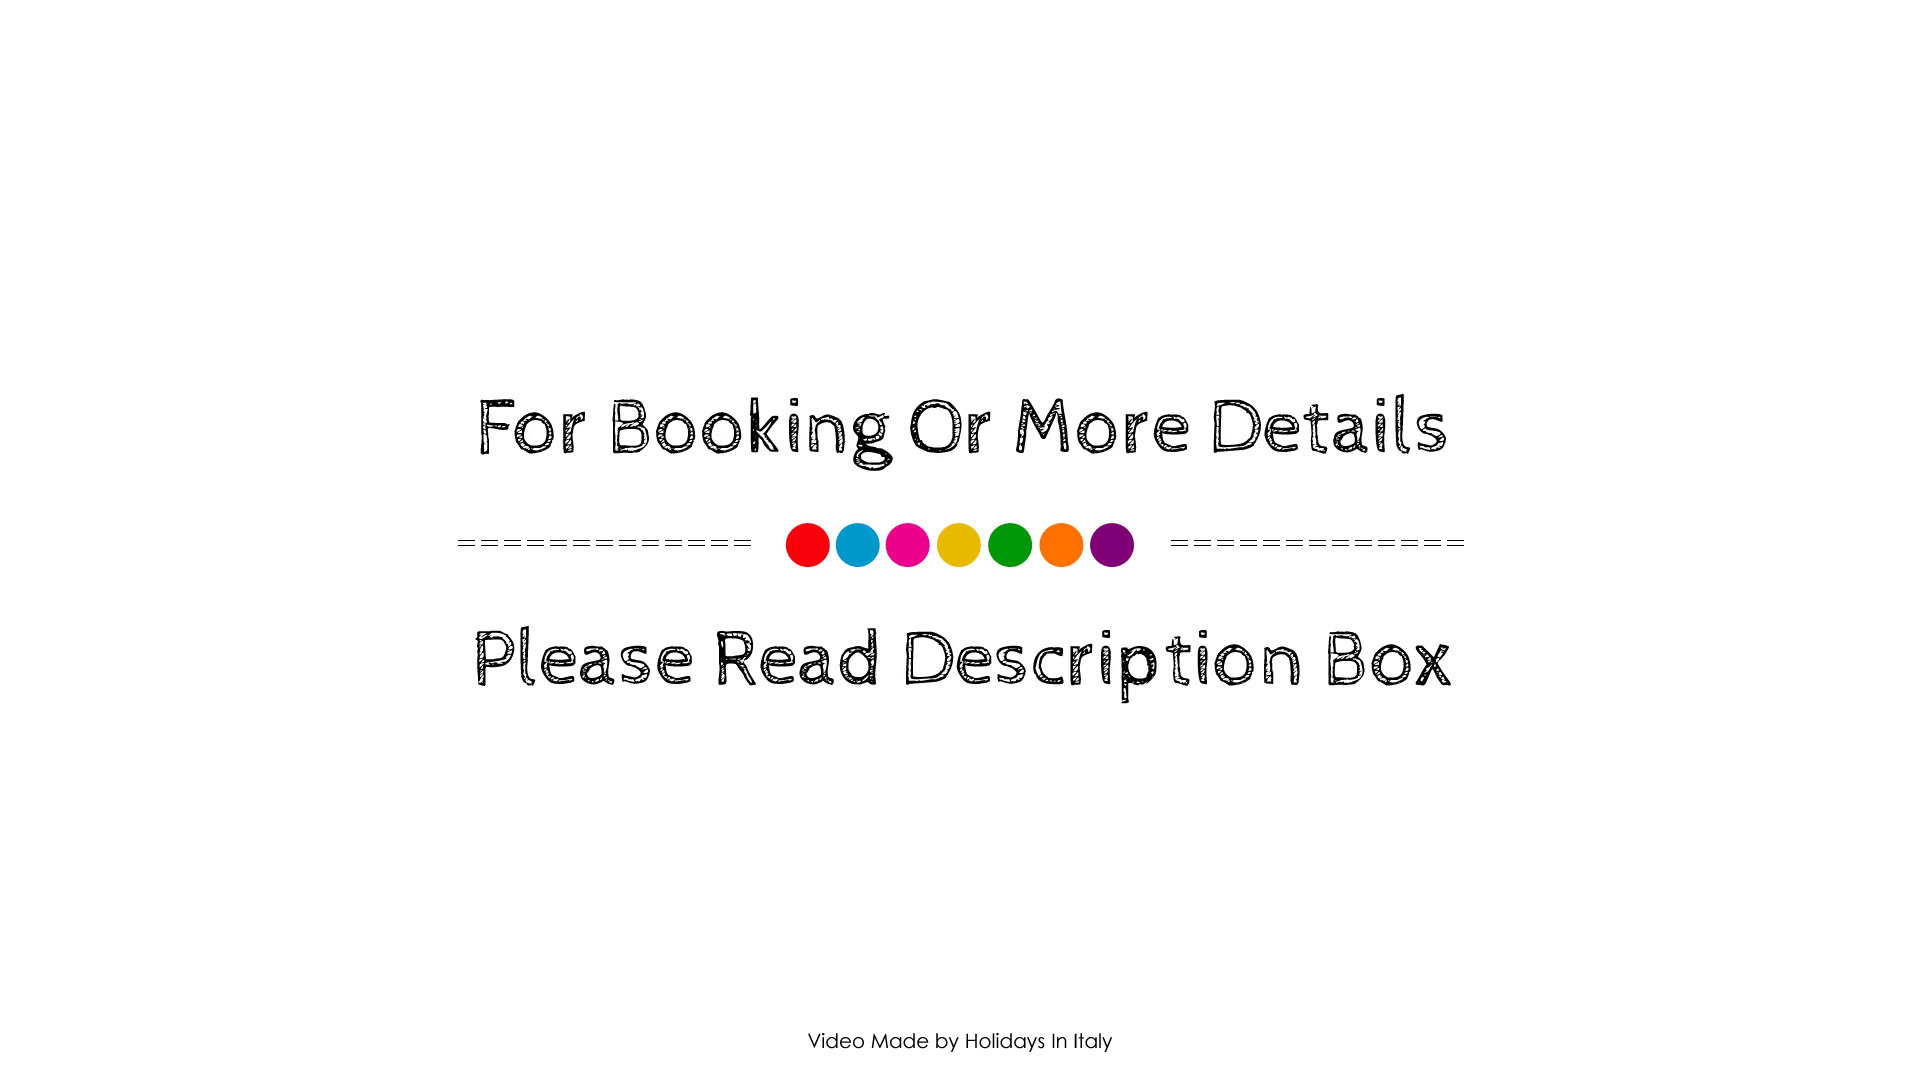 For Booking Or More Details
============= =============
Please Read Description Box
Video Made by Holidays In Italy